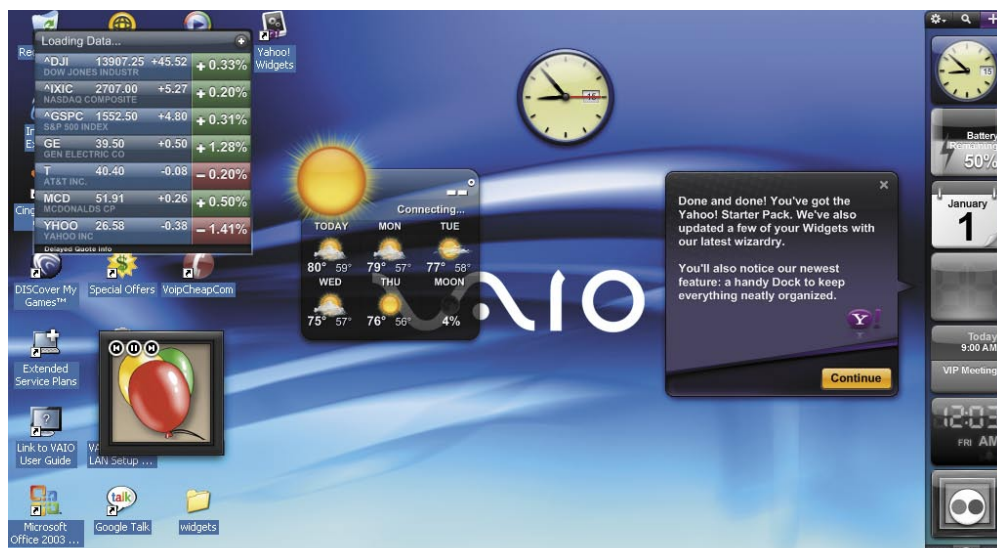 Loading Data...
^DJI 13907.25 +45.52 +0.33%
DOW JONES INDUSTR
^IXIC 2707.00 +5.27 +0.20%
NASDAQ COMPOSITE
^GSPC 1552.50 +4.80 +0.31%
S&P 500 INDEX
GE 39.50 +0.50 +1.28%
GEN ELECTRIC CO
T 40.40 -0.08 -0.20%
AT&T INC.
MCD 51.91 +0.26 +0.50%
MCDONALDS CP
YHOO 26.58 -0.38 -1.41%
YAHOO INC
Delayed Quote Info
Yahoo!
Widgets
DISCover My
Games™
Special Offers
VoipCheapCom
Extended
Service Plans
Link to VAIO
User Guide
LAN Setup ...
Microsoft
Office 2003 ...
talk
Google Talk
widgets
15
Connecting...
TODAY MON TUE
80° 59° 79° 57° 77° 58°
WED THU MOON
75° 57° 76° 56° 4%
VAIO
Done and done! You've got the
Yahoo! Starter Pack. We've also
updated a few of your Widgets with
our latest wizardry.
You'll also notice our newest
feature: a handy Dock to keep
everything neatly organized.
Y!
Continue
15
Battery
Remaining
50%
January
1
Today
9:00 AM
VIP Meeting
12:03
FRI AM